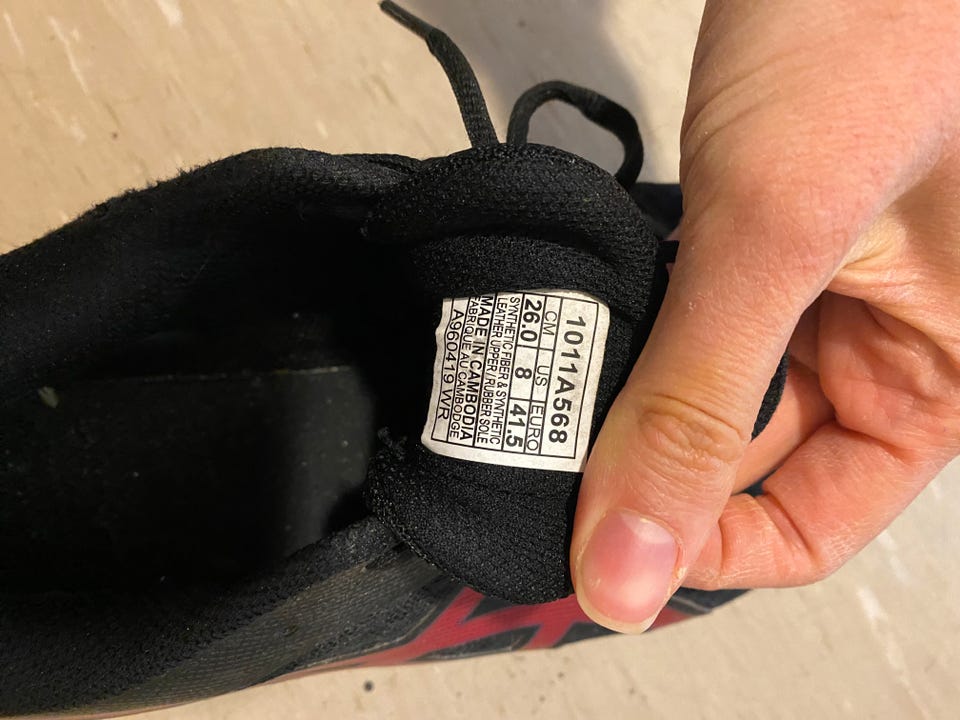 1011A568
CM US EURO
26.0 8 41.5
SYNTHETIC FIBER & SYNTHETIC
LEATHER UPPER, RUBBER SOLE
MADE IN CAMBODIA
FABRIQUE AU CAMBODGE
A960419 WR